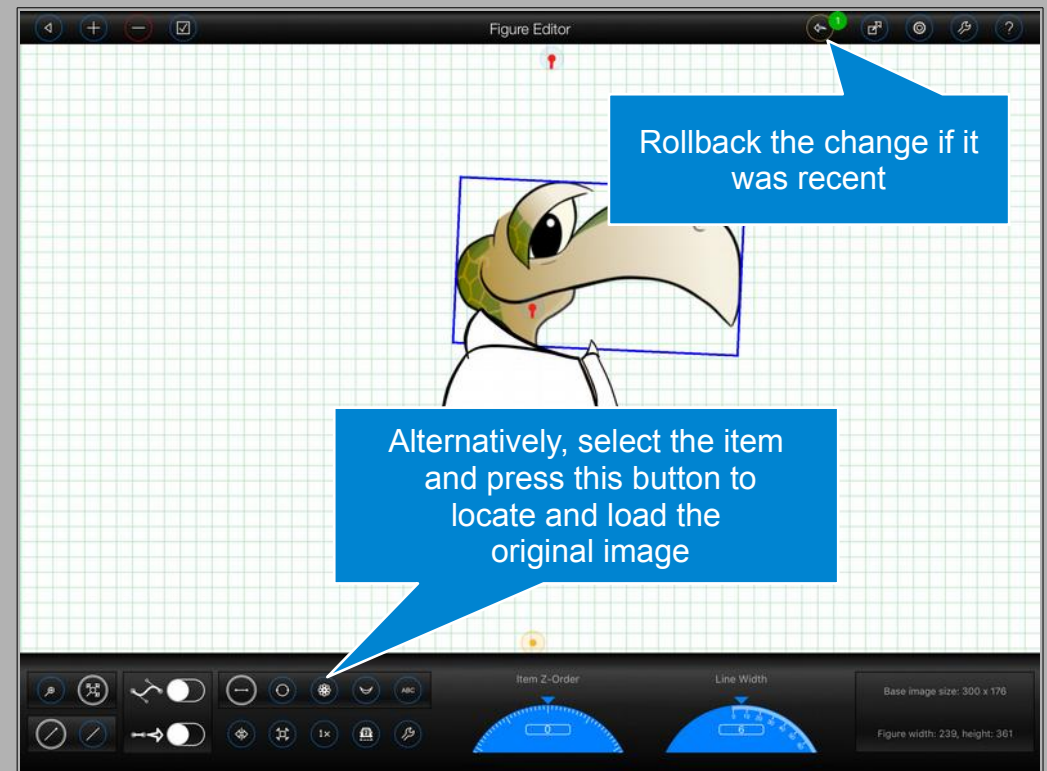 Figure Editor
1
?
Rollback the change if it
was recent
Alternatively, select the item
and press this button to
locate and load the
original image
ABC
1x
Item Z-Order
0
Line Width
6
Base image size: 300 x 176
Figure width: 239, height: 361